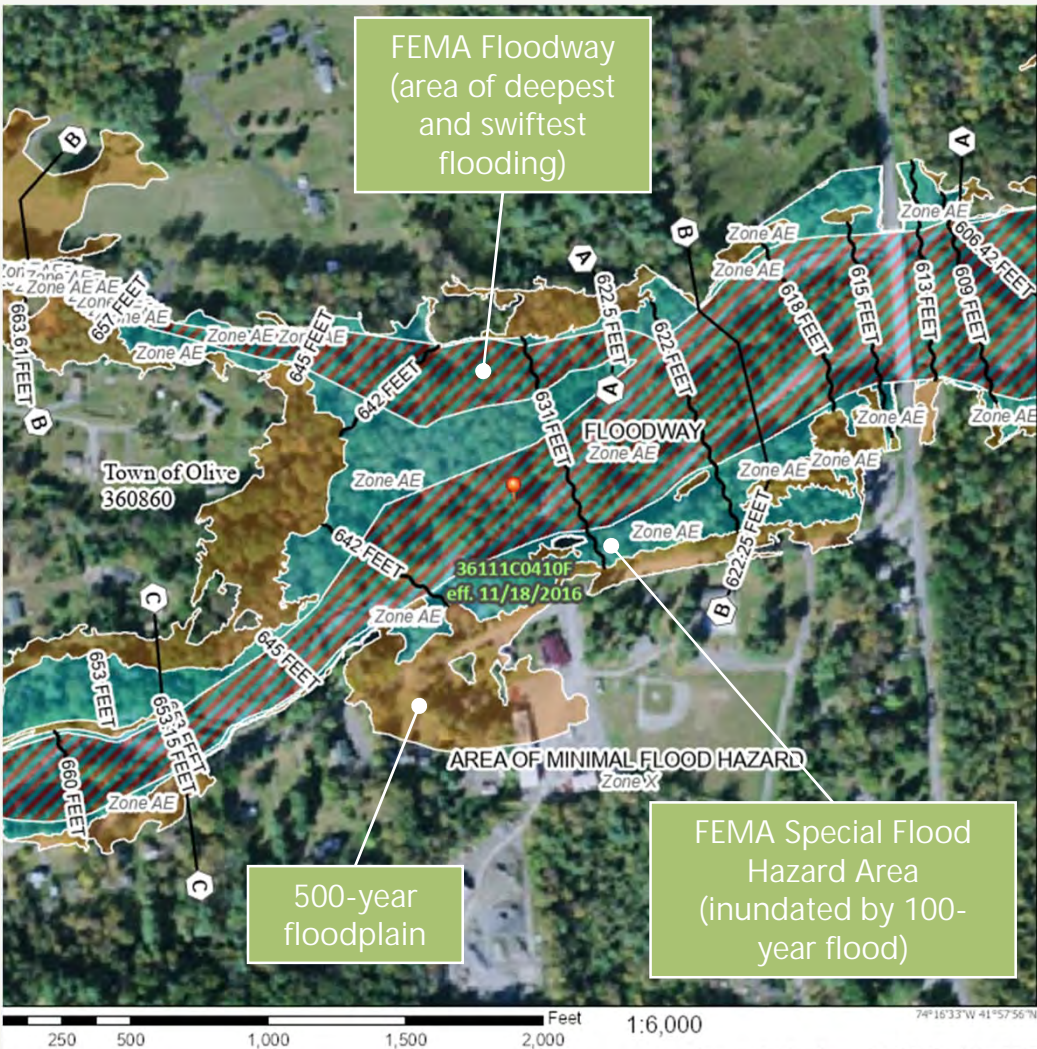 FEMA Floodway
(area of deepest
and swiftest
flooding)
B
A
B
A
Zone AE
606.42 FEET
Zone AE
Zone AE
Zone AE
Zone AE
Zone AE
657 FEET
663.61 FEET
Zone AE
Zone AE
645 FEET
642 FEET
622.5 FEET
622 FEET
618 FEET
615 FEET
613 FEET
609 FEET
A
B
631 FEET
FLOODWAY
Zone AE
Zone AE
Zone AE
Town of Olive
360860
Zone AE
Zone AE
Zone AE
Zone AE
642 FEET
36111C0410F
eff. 11/18/2016
622.25 FEET
B
C
Zone AE
645 FEET
653 FEET
653 FEET
653.15 FEET
660 FEET
Zone AE
AREA OF MINIMAL FLOOD HAZARD
Zone X
C
500-year
floodplain
FEMA Special Flood
Hazard Area
(inundated by 100-
year flood)
250 500 1,000 1,500 2,000 Feet
1:6,000
74°16'33"W 41°57'56"N